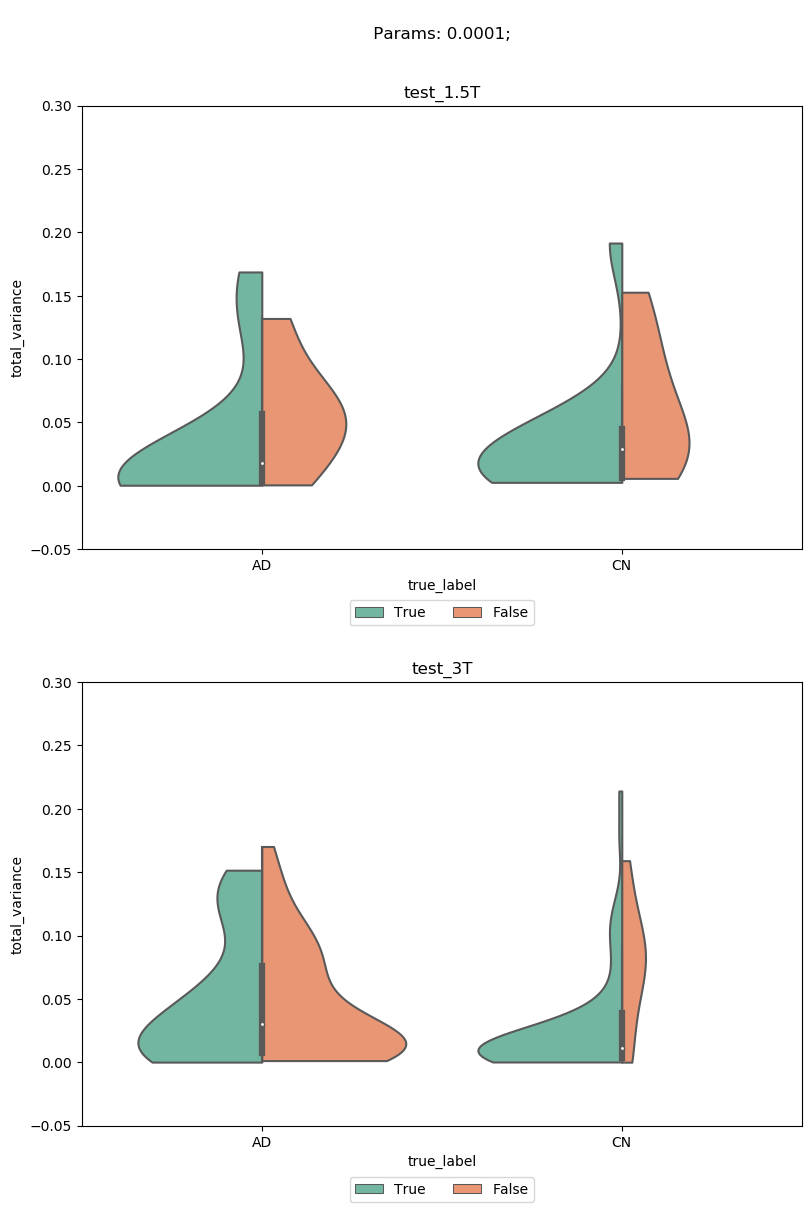 Params: 0.0001;
test_1.5T
0.30
0.25
0.20
0.15
0.10
0.05
0.00
−0.05
total_variance
AD CN
true_label
True False
test_3T
0.30
0.25
0.20
0.15
0.10
0.05
0.00
−0.05
total_variance
AD CN
true_label
True False